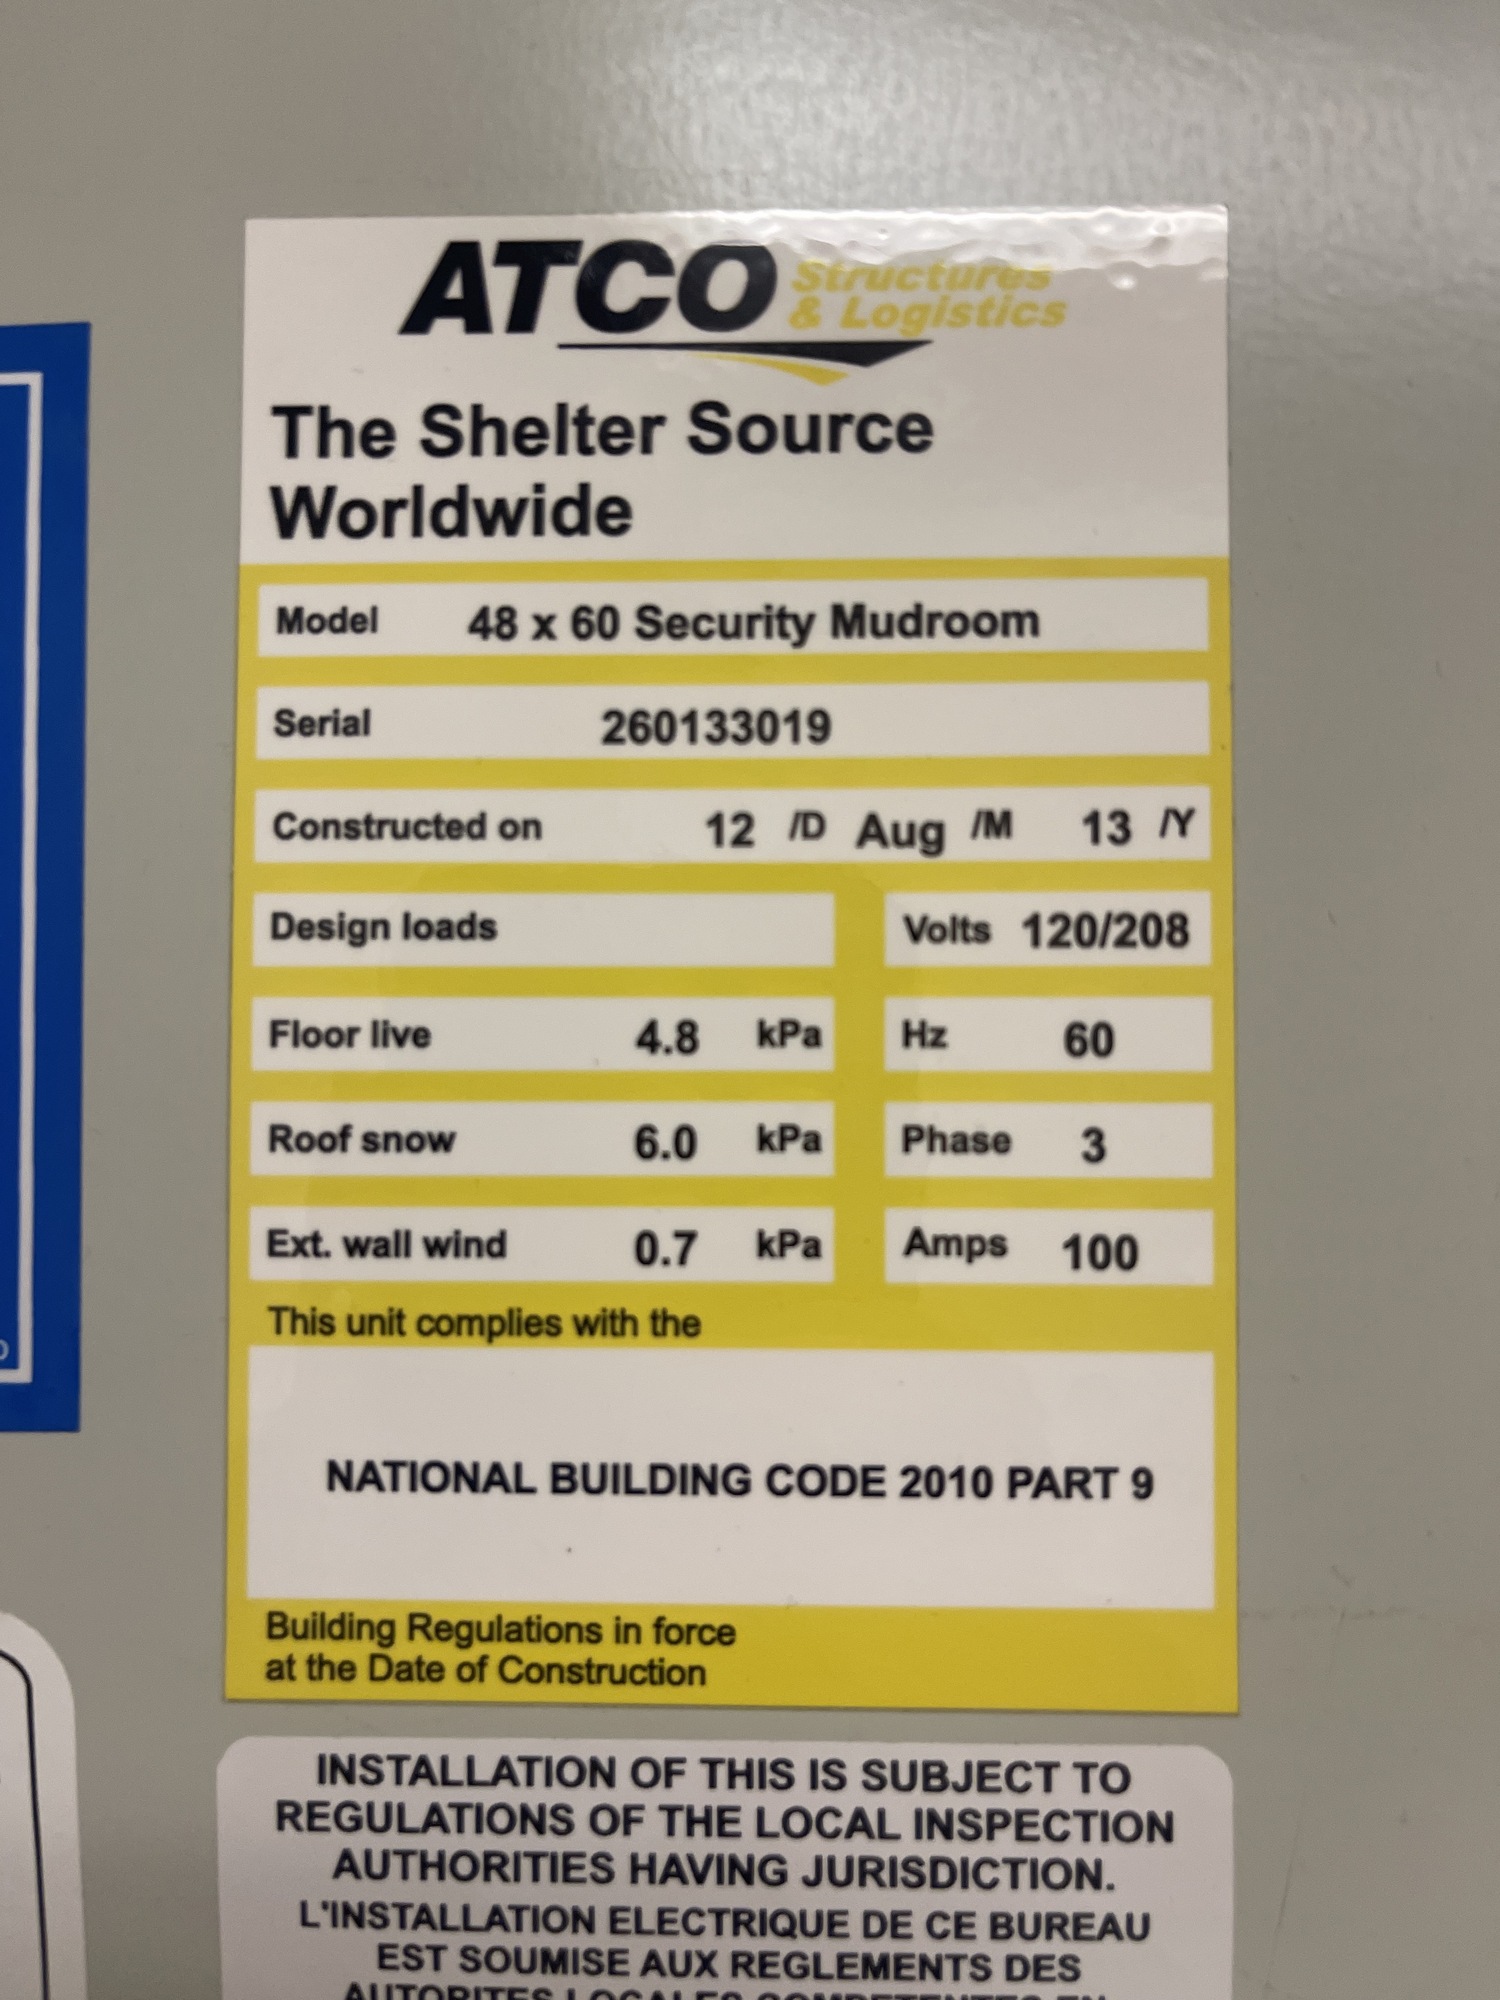 ATCO Structures
& Logistics
The Shelter Source
Worldwide
Model 48 x 60 Security Mudroom
Serial 260133019
Constructed on 12 /D Aug /M 13 /Y
Design loads Volts 120/208
Floor live 4.8 kPa Hz 60
Roof snow 6.0 kPa Phase 3
Ext. wall wind 0.7 kPa Amps 100
This unit complies with the
NATIONAL BUILDING CODE 2010 PART 9
Building Regulations in force
at the Date of Construction
INSTALLATION OF THIS IS SUBJECT TO
REGULATIONS OF THE LOCAL INSPECTION
AUTHORITIES HAVING JURISDICTION.
L'INSTALLATION ELECTRIQUE DE CE BUREAU
EST SOUMISE AUX REGLEMENTS DES
AUTORITES LOCALES COMPETENTES EN